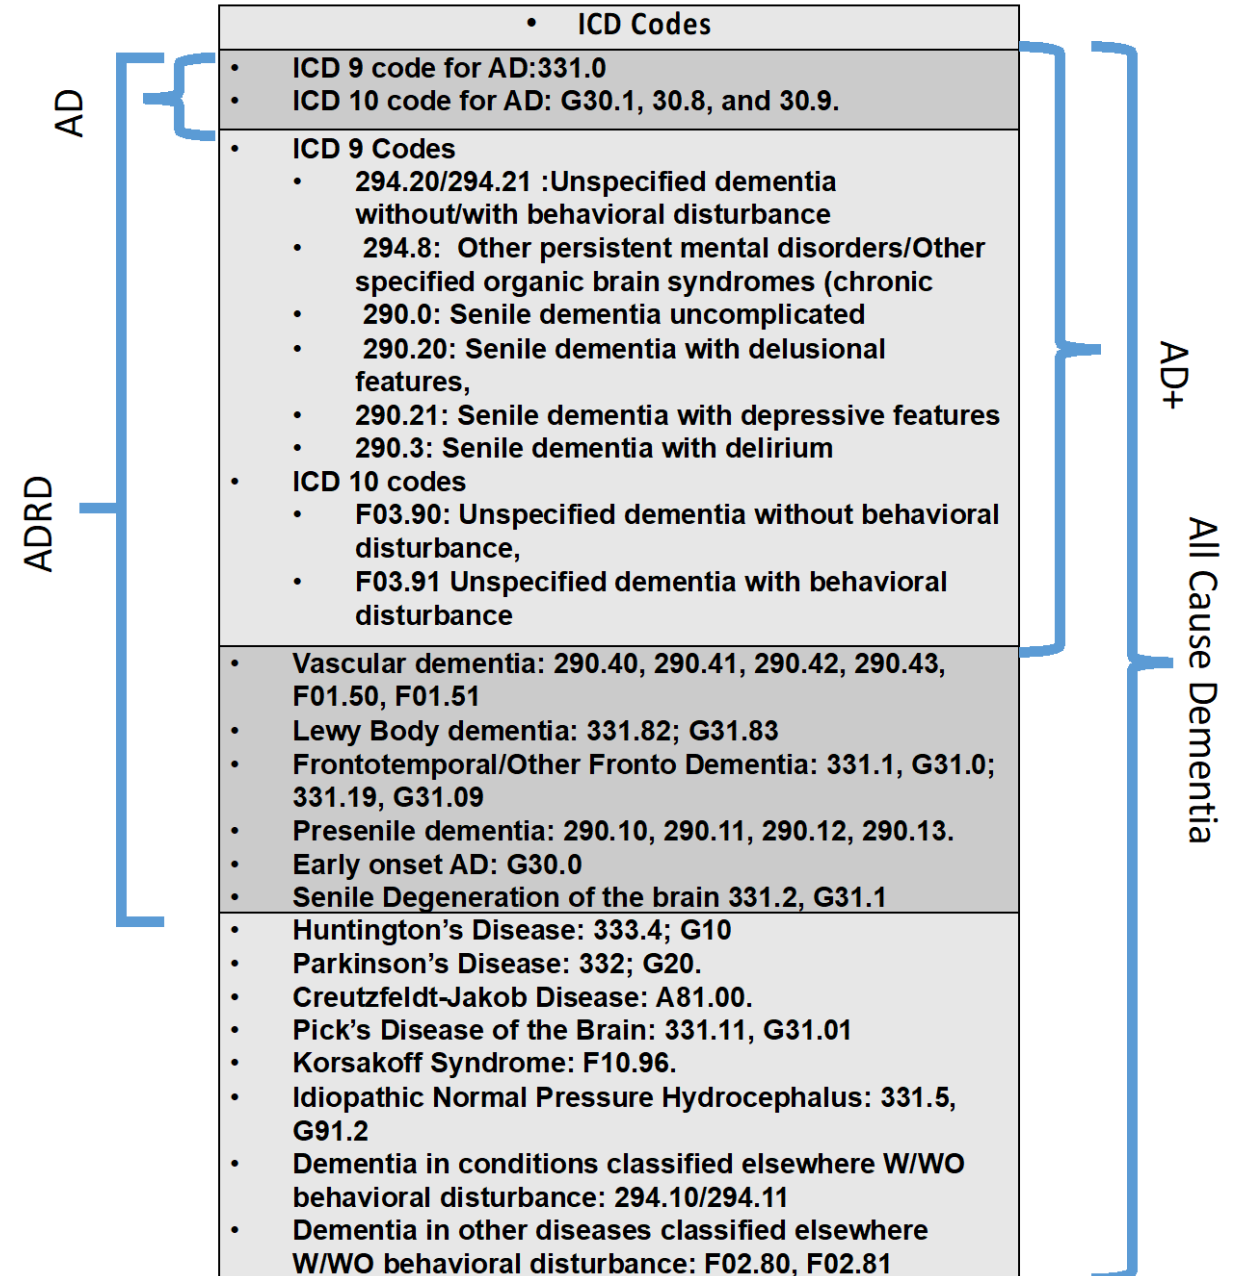 • ICD Codes
AD
• ICD 9 code for AD:331.0
• ICD 10 code for AD: G30.1, 30.8, and 30.9.
• ICD 9 Codes
• 294.20/294.21 :Unspecified dementia
without/with behavioral disturbance
• 294.8: Other persistent mental disorders/Other
specified organic brain syndromes (chronic
• 290.0: Senile dementia uncomplicated
• 290.20: Senile dementia with delusional
features,
• 290.21: Senile dementia with depressive features
• 290.3: Senile dementia with delirium
• ICD 10 codes
• F03.90: Unspecified dementia without behavioral
disturbance,
• F03.91 Unspecified dementia with behavioral
disturbance
AD+
ADRD
• Vascular dementia: 290.40, 290.41, 290.42, 290.43,
F01.50, F01.51
• Lewy Body dementia: 331.82; G31.83
• Frontotemporal/Other Fronto Dementia: 331.1, G31.0;
331.19, G31.09
• Presenile dementia: 290.10, 290.11, 290.12, 290.13.
• Early onset AD: G30.0
• Senile Degeneration of the brain 331.2, G31.1
All Cause Dementia
• Huntington’s Disease: 333.4; G10
• Parkinson’s Disease: 332; G20.
• Creutzfeldt-Jakob Disease: A81.00.
• Pick’s Disease of the Brain: 331.11, G31.01
• Korsakoff Syndrome: F10.96.
• Idiopathic Normal Pressure Hydrocephalus: 331.5,
G91.2
• Dementia in conditions classified elsewhere W/WO
behavioral disturbance: 294.10/294.11
• Dementia in other diseases classified elsewhere
W/WO behavioral disturbance: F02.80, F02.81